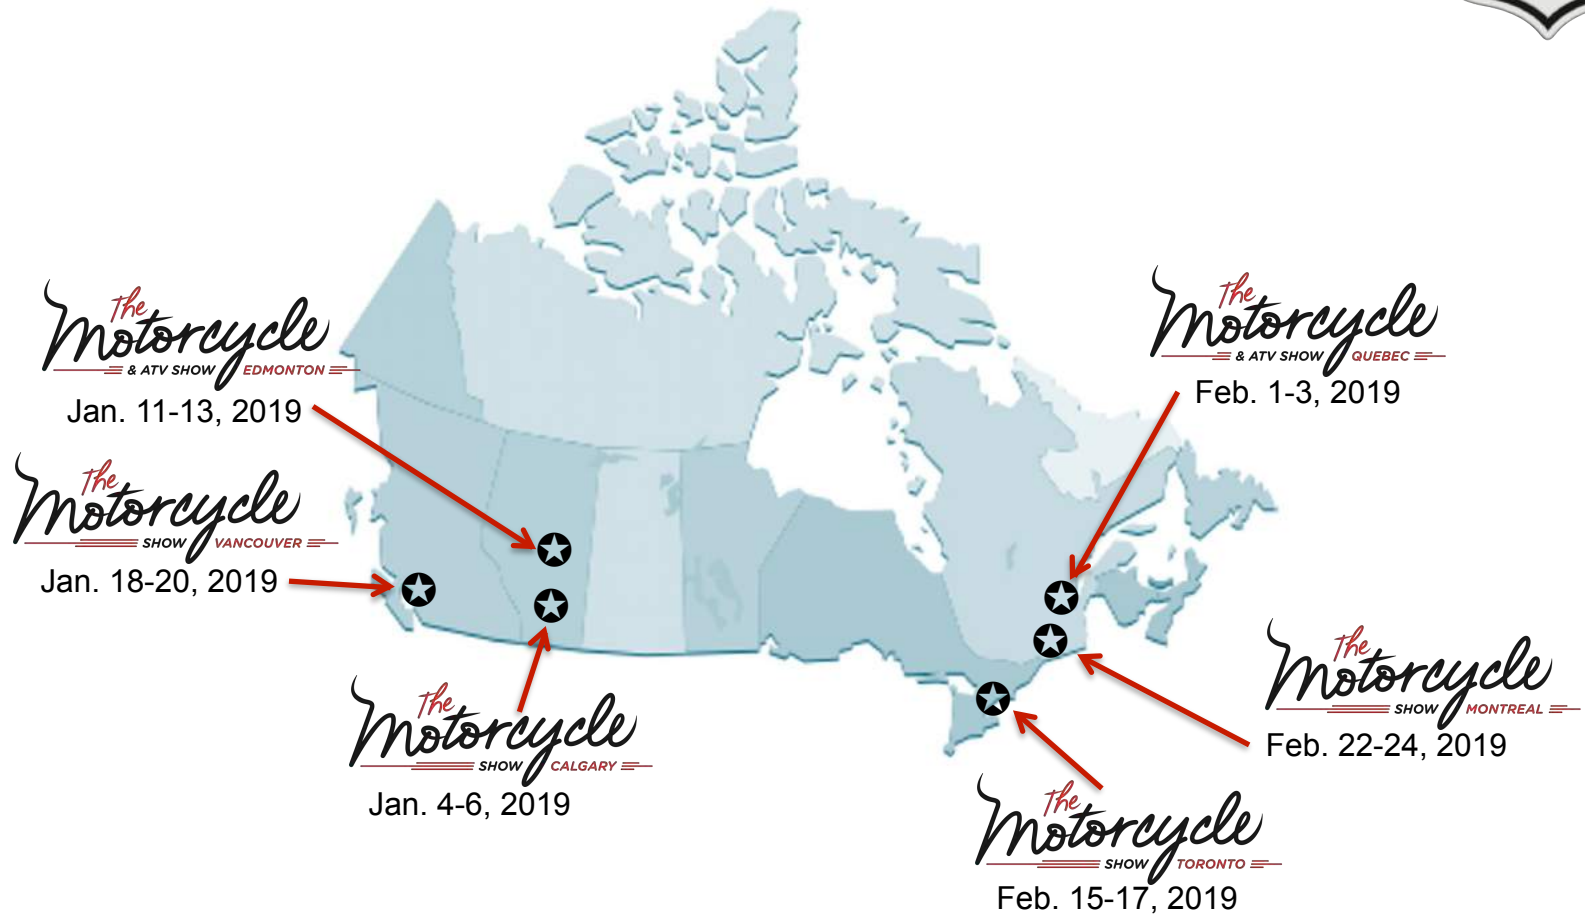 The
Motorcycle
& ATV SHOW EDMONTON
Jan. 11-13, 2019
The
Motorcycle
SHOW VANCOUVER
Jan. 18-20, 2019
The
Motorcycle
SHOW CALGARY
Jan. 4-6, 2019
The
Motorcycle
& ATV SHOW QUEBEC
Feb. 1-3, 2019
The
Motorcycle
SHOW MONTREAL
Feb. 22-24, 2019
The
Motorcycle
SHOW TORONTO
Feb. 15-17, 2019